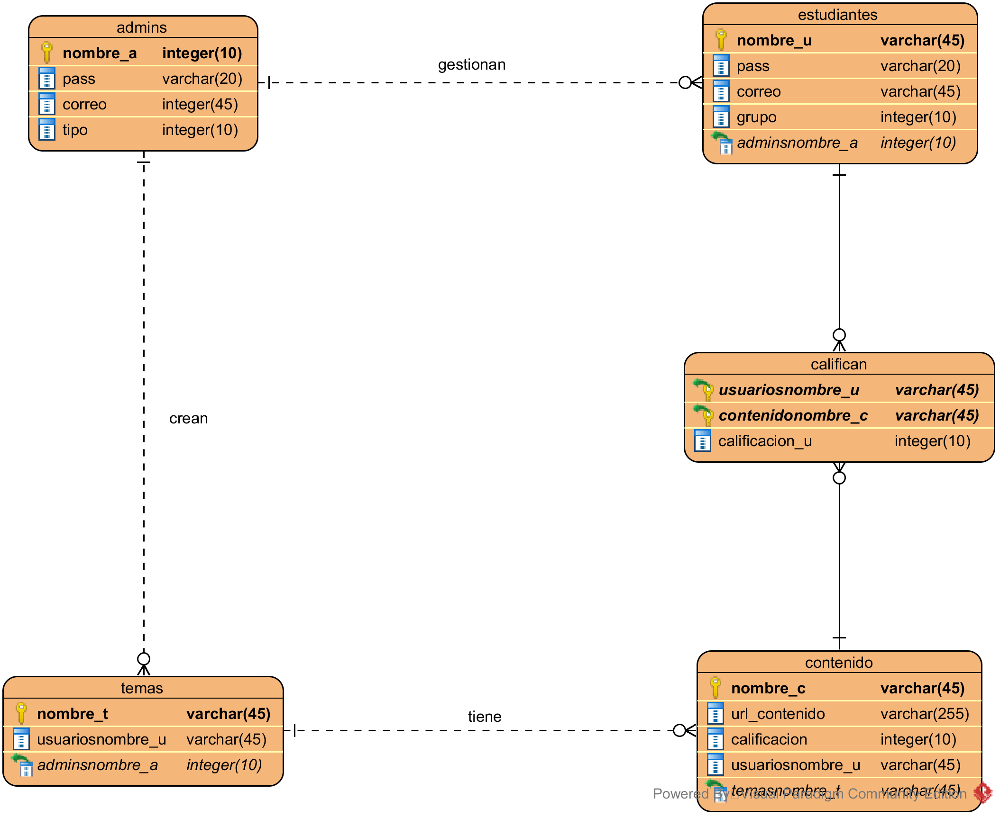 admins
nombre_a integer(10)
pass varchar(20)
correo integer(45)
tipo integer(10)
gestionan
estudiantes
nombre_u varchar(45)
pass varchar(20)
correo varchar(45)
grupo integer(10)
adminsnombre_a integer(10)
crean
califican
usuariosnombre_u varchar(45)
contenidonombre_c varchar(45)
calificacion_u integer(10)
temas
nombre_t varchar(45)
usuariosnombre_u varchar(45)
adminsnombre_a integer(10)
tiene
contenido
nombre_c varchar(45)
url_contenido varchar(255)
calificacion integer(10)
usuariosnombre_u varchar(45)
temasnombre_t varchar(45)
Powered By Visual Paradigm Community Edition